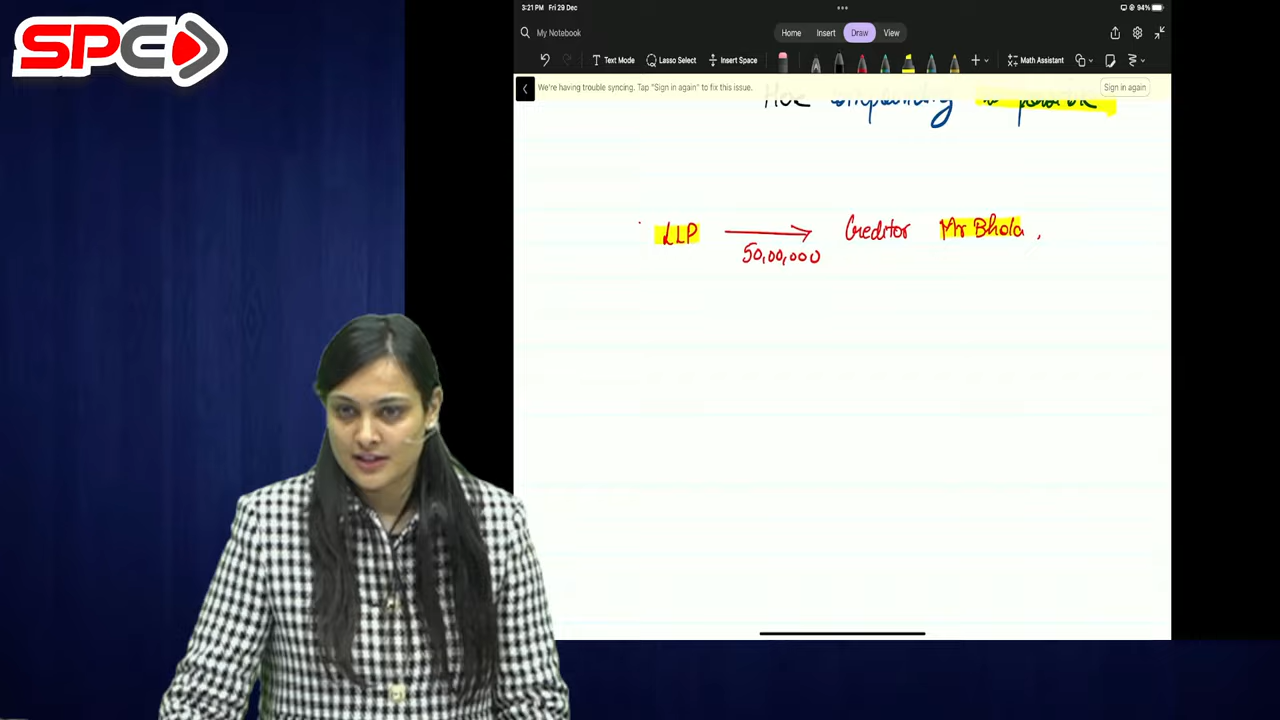 SPC
3:21 PM Fri 29 Dec
94%
My Notebook
Home Insert Draw View
Text Mode Lasso Select Insert Space Math Assistant
We're having trouble syncing. Tap "Sign in again" to fix this issue.
Sign in again
LLP Creditor Mr Bhola.
50,00,000